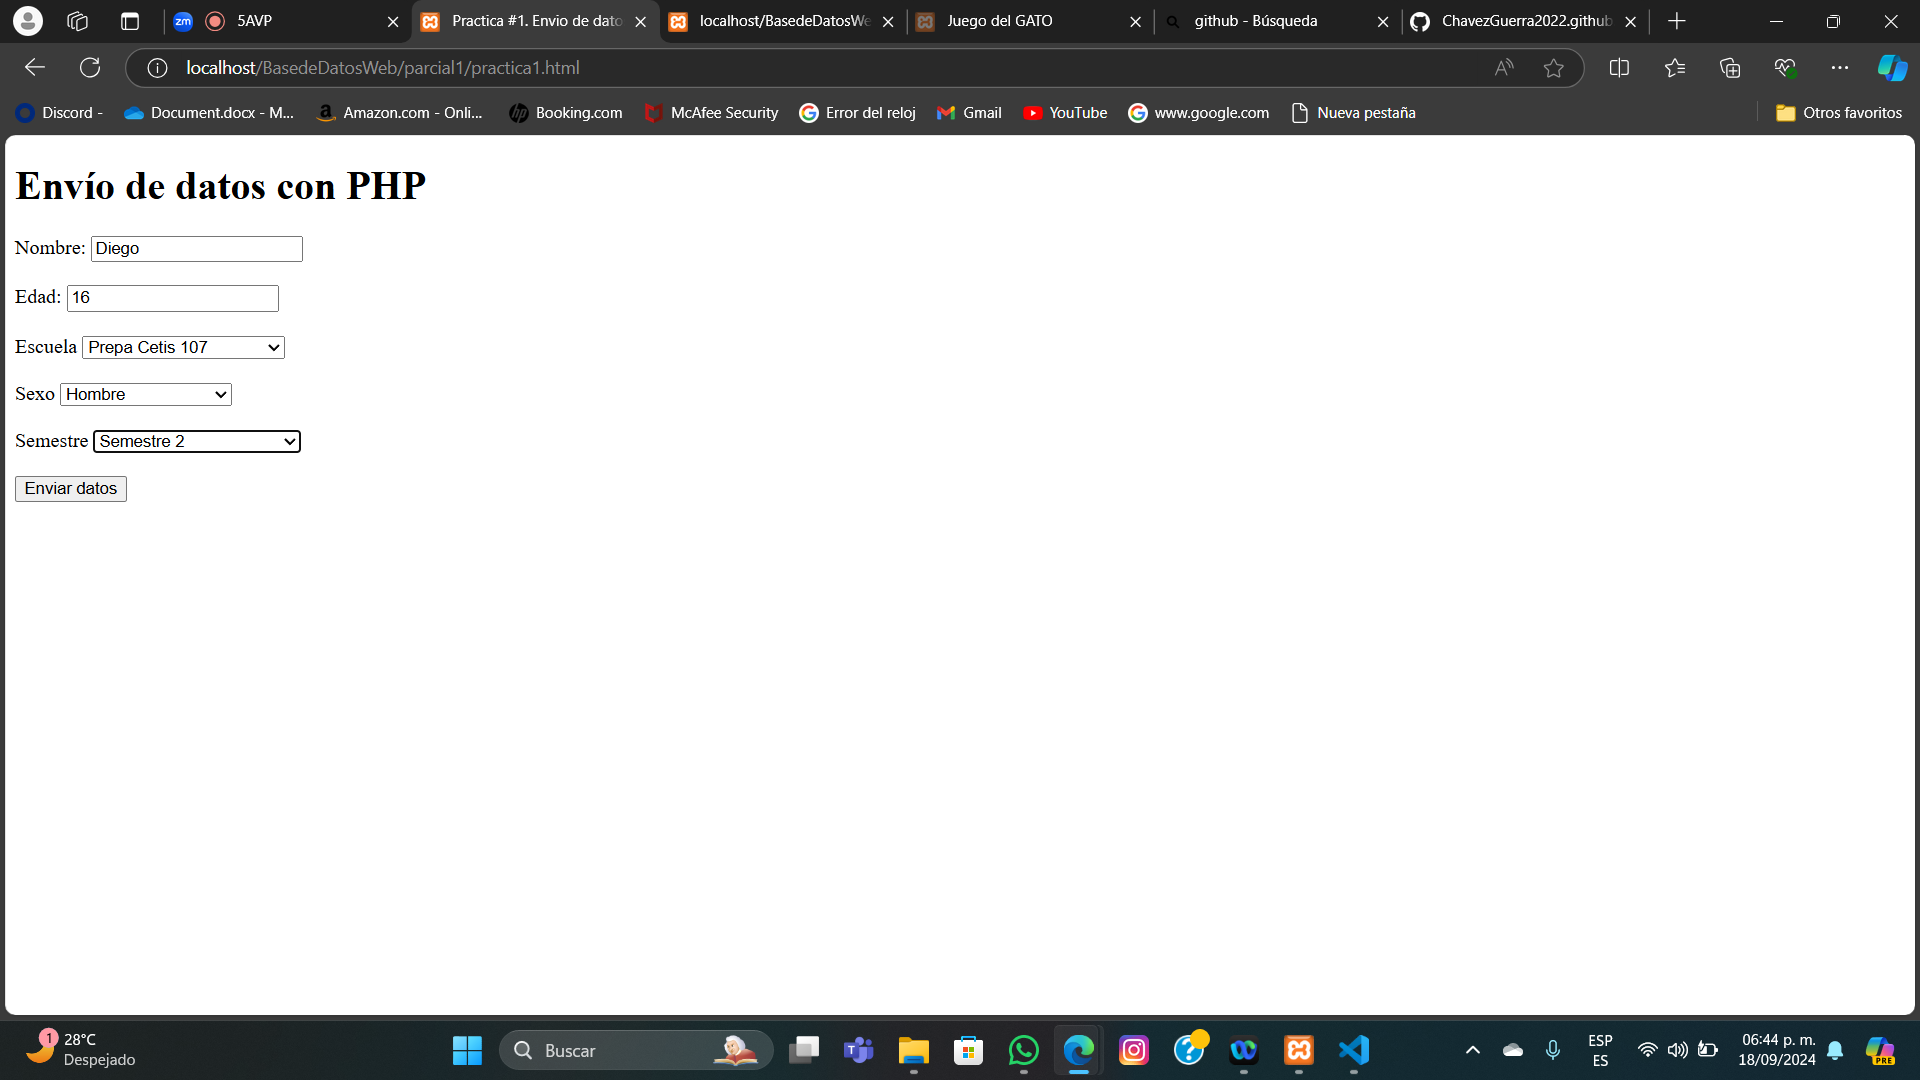 zm 5AVP
Practica #1. Envio de dato
localhost/BasedeDatosWe
Juego del GATO
github - Búsqueda
ChavezGuerra2022.github
localhost/BasedeDatosWeb/parcial1/practica1.html
Discord -
Document.docx - M...
Amazon.com - Onli...
Booking.com
McAfee Security
Error del reloj
Gmail
YouTube
www.google.com
Nueva pestaña
Otros favoritos
Envío de datos con PHP
Nombre: Diego
Edad: 16
Escuela Prepa Cetis 107
Sexo Hombre
Semestre Semestre 2
Enviar datos
1
28°C
Despejado
Buscar
ESP
ES
06:44 p. m.
18/09/2024
PRE